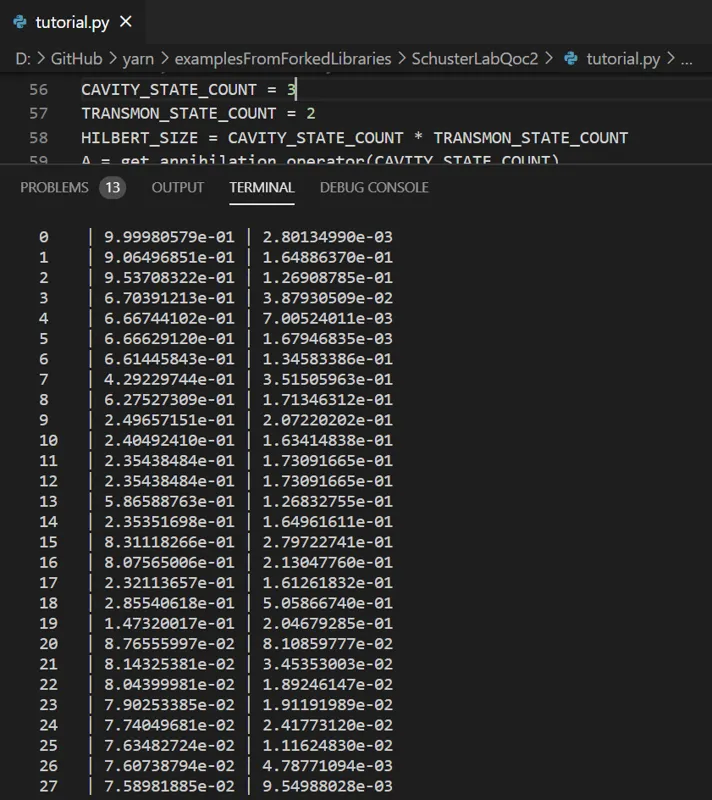 tutorial.py ×
D: > GitHub > yarn > examplesFromForkedLibraries > SchusterLabQoc2 > tutorial.py > ...
56 CAVITY_STATE_COUNT = 3
57 TRANSMON_STATE_COUNT = 2
58 HILBERT_SIZE = CAVITY_STATE_COUNT * TRANSMON_STATE_COUNT
59 A = get_annihilation_operator(CAVITY_STATE_COUNT)
PROBLEMS 13 OUTPUT TERMINAL DEBUG CONSOLE
0 | 9.99980579e-01 | 2.80134990e-03
1 | 9.06496851e-01 | 1.64886370e-01
2 | 9.53708322e-01 | 1.26908785e-01
3 | 6.70391213e-01 | 3.87930509e-02
4 | 6.66744102e-01 | 7.00524011e-03
5 | 6.66629120e-01 | 1.67946835e-03
6 | 6.61445843e-01 | 1.34583386e-01
7 | 4.29229744e-01 | 3.51505963e-01
8 | 6.27527309e-01 | 1.71346312e-01
9 | 2.49657151e-01 | 2.07220202e-01
10 | 2.40492410e-01 | 1.63414838e-01
11 | 2.35438484e-01 | 1.73091665e-01
12 | 2.35438484e-01 | 1.73091665e-01
13 | 5.86588763e-01 | 1.26832755e-01
14 | 2.35351698e-01 | 1.64961611e-01
15 | 8.31118266e-01 | 2.79722741e-01
16 | 8.07565006e-01 | 2.13047760e-01
17 | 2.32113657e-01 | 1.61261832e-01
18 | 2.85540618e-01 | 5.05866740e-01
19 | 1.47320017e-01 | 2.04679285e-01
20 | 8.76555997e-02 | 8.10859777e-02
21 | 8.14325381e-02 | 3.45353003e-02
22 | 8.04399981e-02 | 1.89246147e-02
23 | 7.90253385e-02 | 1.91191989e-02
24 | 7.74049681e-02 | 2.41773120e-02
25 | 7.63482724e-02 | 1.11624830e-02
26 | 7.60738794e-02 | 4.78771094e-03
27 | 7.58981885e-02 | 9.54988028e-03